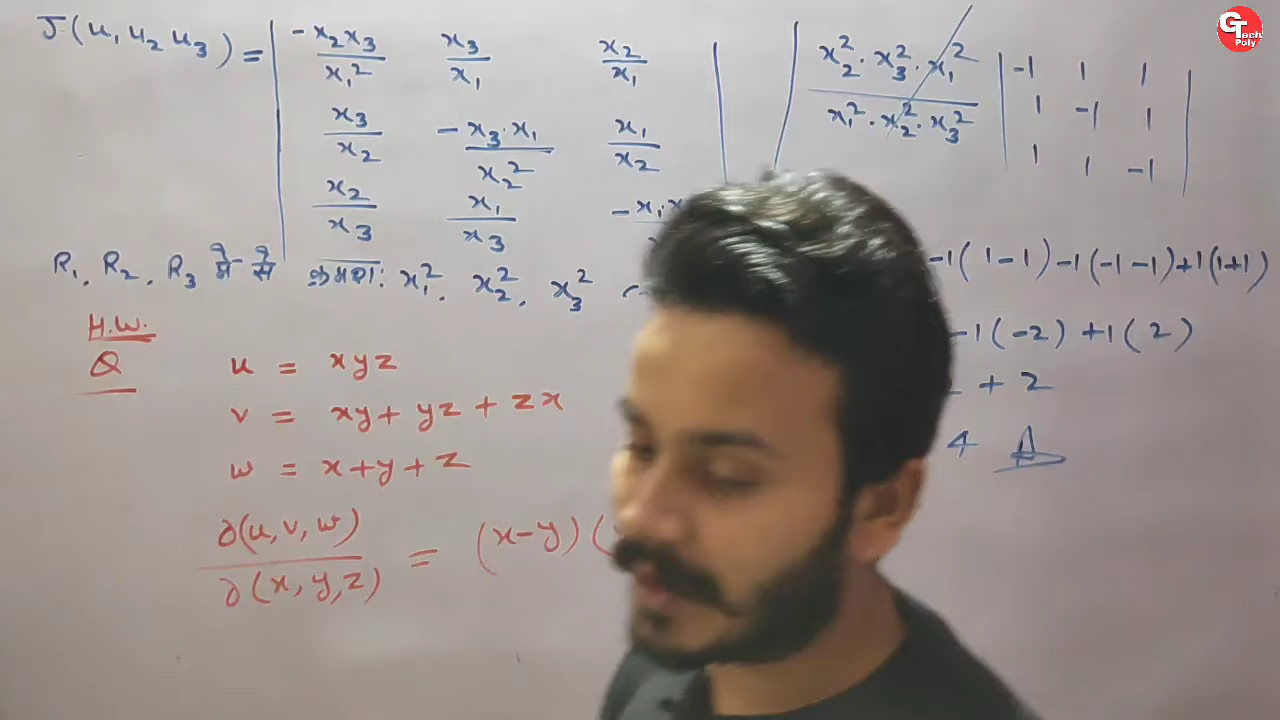 J(u₁ u₂ u₃) = | -x₂x₃/x₁² x₃/x₁ x₂/x₁ |
x₃/x₂ -x₃·x₁/x₂² x₁/x₂
x₂/x₃ x₁/x₃ -x₁·x
R₁, R₂, R₃ में से क्रमशः x₁², x₂², x₃²
H.W.
Q
u = xyz
v = xy + yz + zx
w = x+y+z
∂(u, v, w)/∂(x, y, z) = (x-y)(
x₂²·x₃²·x₁²/x₁²·x₂²·x₃² | -1 1 1 |
1 -1 1
1 1 -1
-1(1-1) -1(-1-1) +1(1+1)
-1(-2) +1(2)
+ 2
4 A
GTech Poly